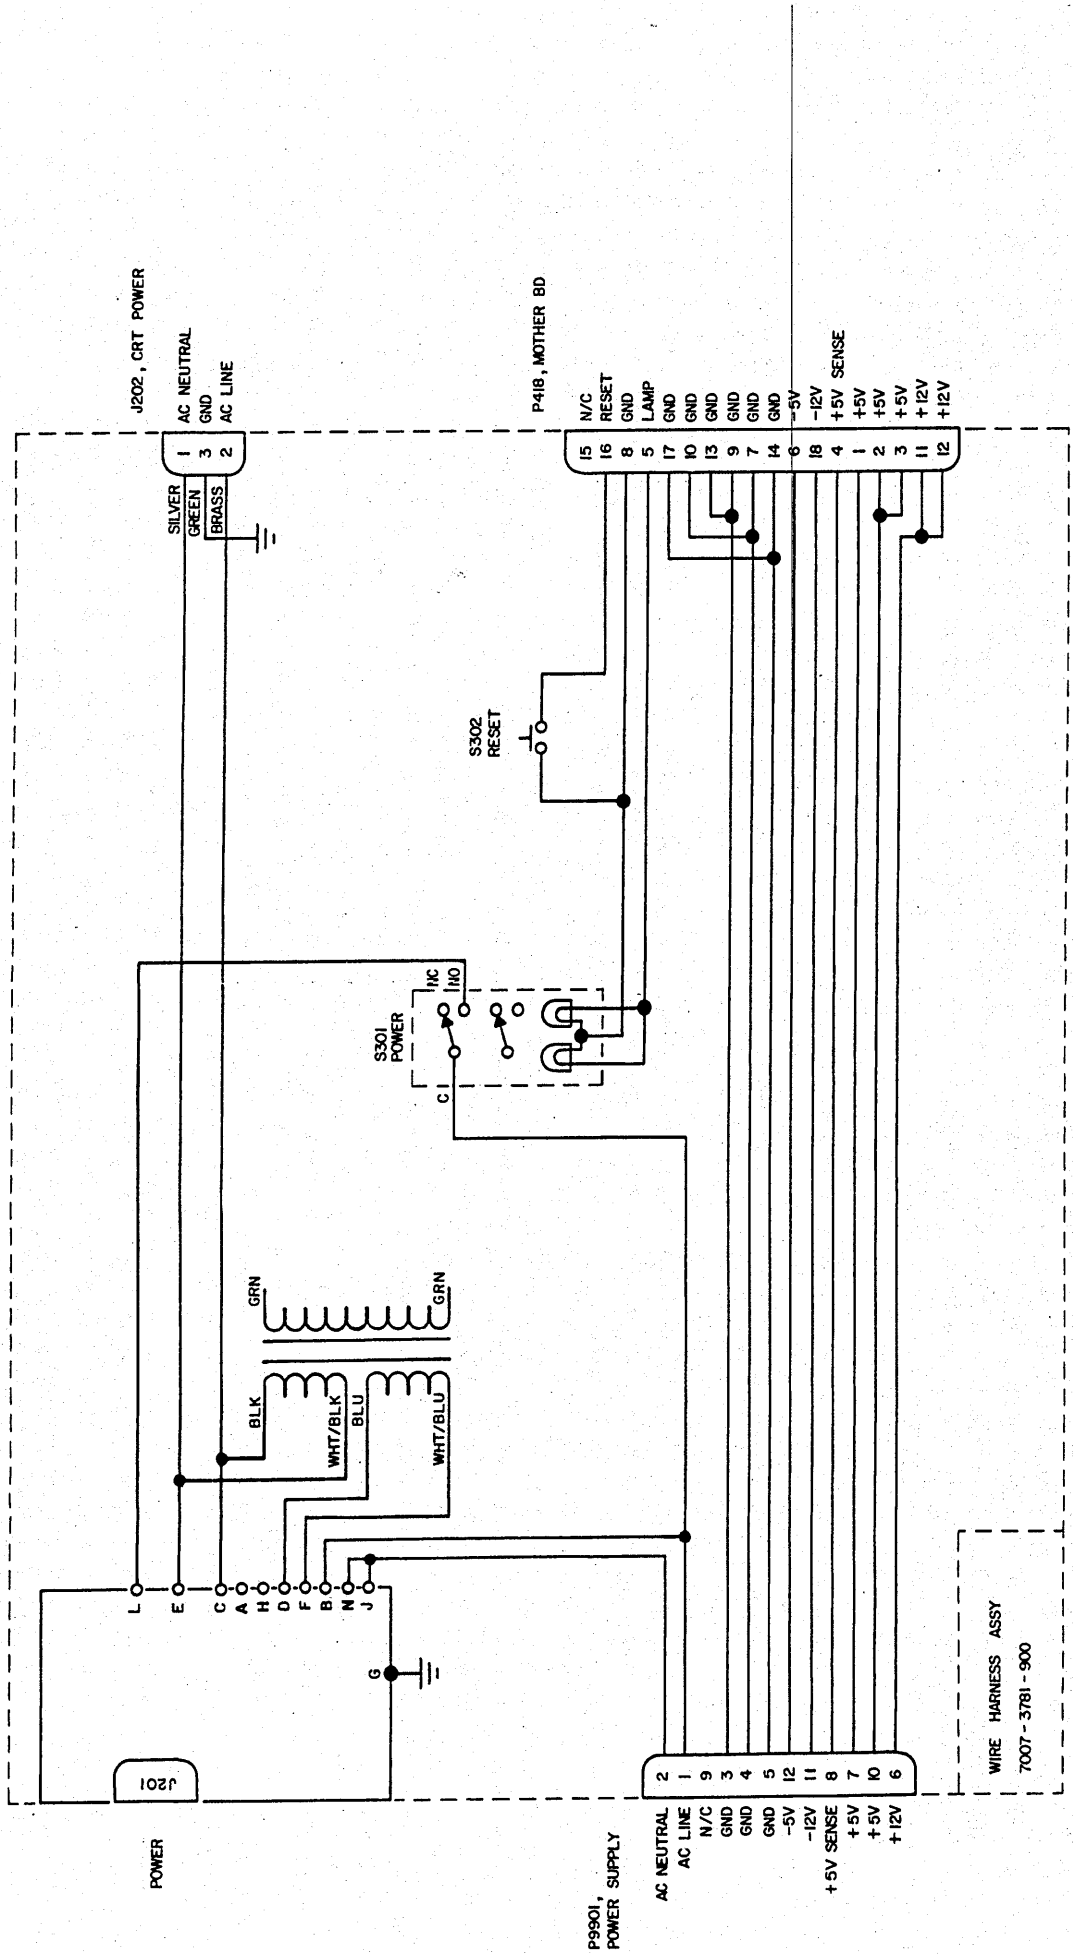 POWER
J201
L
E
C
A
H
D
F
B
N
J
G
BLK
WHT/BLK
BLU
WHT/BLU
GRN
GRN
S301
POWER
C
NC
NO
S302
RESET
J202, CRT POWER
SILVER
GREEN
BRASS
1 AC NEUTRAL
3 GND
2 AC LINE
P418, MOTHER BD
15 N/C
16 RESET
8 GND
5 LAMP
17 GND
10 GND
13 GND
9 GND
7 GND
14 GND
6 -5V
18 -12V
4 +5V SENSE
1 +5V
2 +5V
3 +5V
11 +12V
12 +12V
P9901,
POWER SUPPLY
AC NEUTRAL 2
AC LINE 1
N/C 9
GND 3
GND 4
GND 5
-5V 12
-12V 11
+5V SENSE 8
+5V 7
+5V 10
+12V 6
WIRE HARNESS ASSY
7007-3781-900